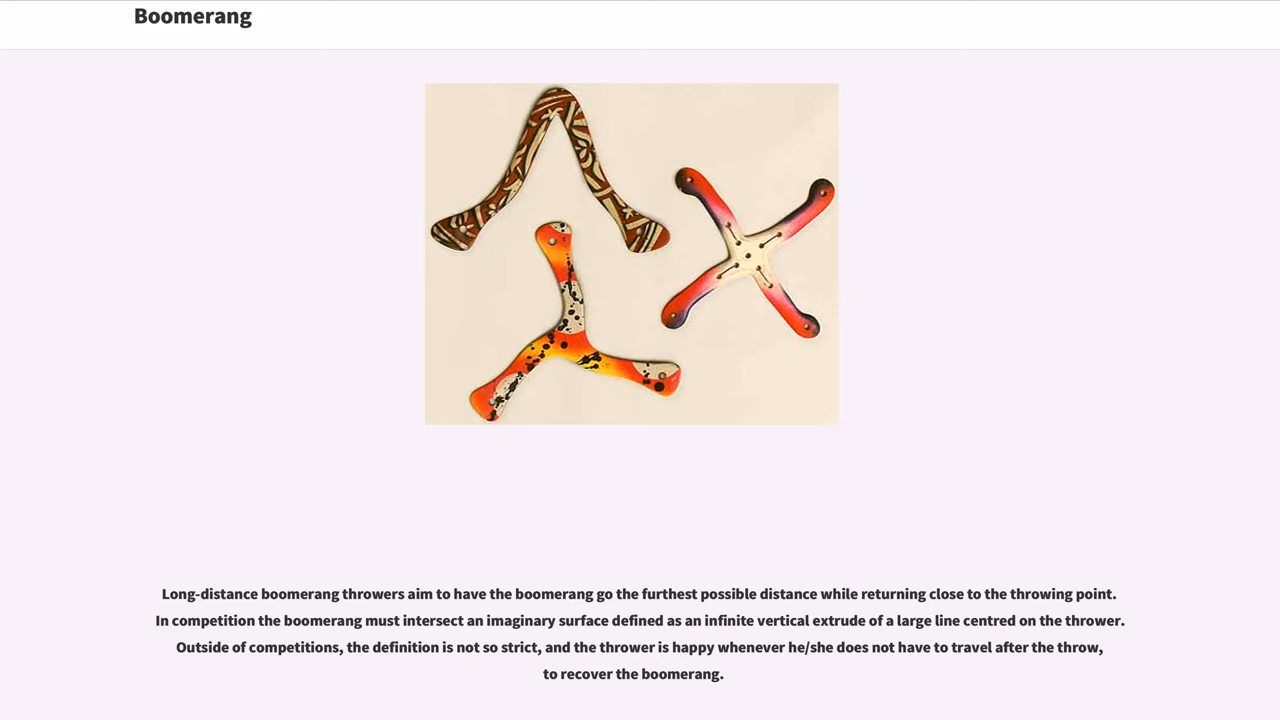 Boomerang
Long-distance boomerang throwers aim to have the boomerang go the furthest possible distance while returning close to the throwing point.
In competition the boomerang must intersect an imaginary surface defined as an infinite vertical extrude of a large line centred on the thrower.
Outside of competitions, the definition is not so strict, and the thrower is happy whenever he/she does not have to travel after the throw,
to recover the boomerang.